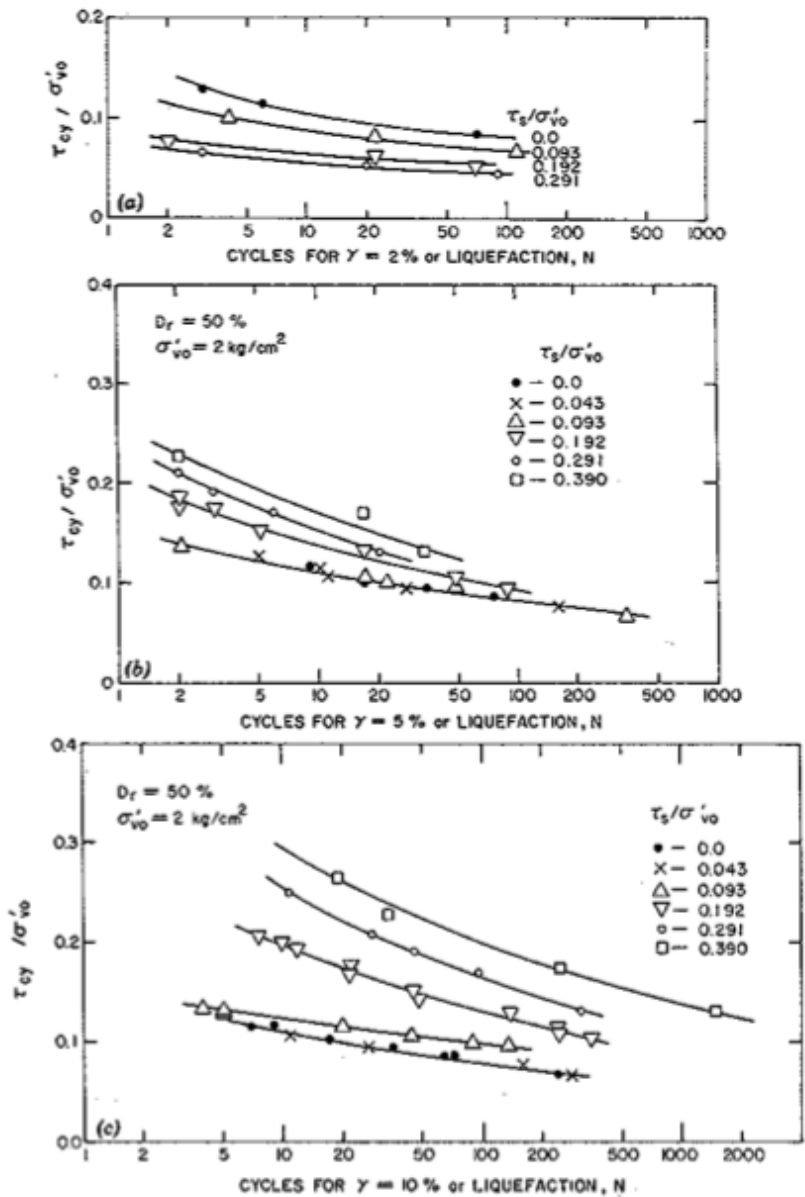 0.2
0.1
0
τcy / σ'vo
τs/σ'vo
0.0
0.093
0.192
0.291
(a)
1 2 5 10 20 50 100 200 500 1000
CYCLES FOR γ = 2% or LIQUEFACTION, N
0.4
0.3
0.2
0.1
0
τcy / σ'vo
Dr = 50 %
σ'vo = 2 kg/cm²
τs/σ'vo
0.0
0.043
0.093
0.192
0.291
0.390
(b)
1 2 5 10 20 50 100 200 500 1000
CYCLES FOR γ = 5% or LIQUEFACTION, N
0.4
0.3
0.2
0.1
0.0
τcy /σ'vo
Dr = 50 %
σ'vo = 2 kg/cm²
τs/σ'vo
0.0
0.043
0.093
0.192
0.291
0.390
(c)
1 2 5 10 20 50 100 200 500 1000 2000
CYCLES FOR γ = 10% or LIQUEFACTION, N